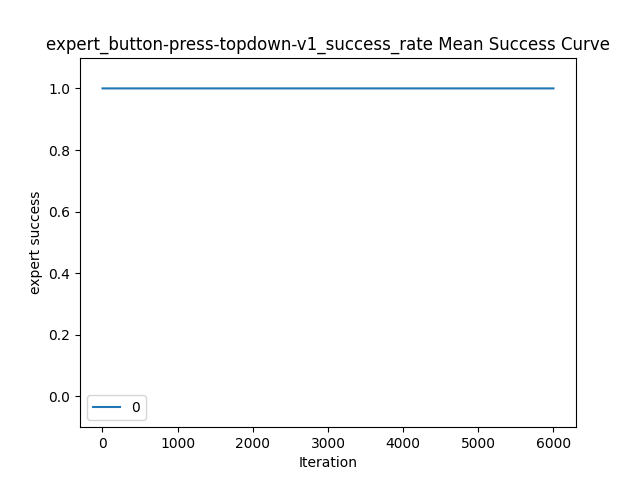 expert_button-press-topdown-v1_success_rate Mean Success Curve
expert success
1.0
0.8
0.6
0.4
0.2
0.0
0
0 1000 2000 3000 4000 5000 6000
Iteration